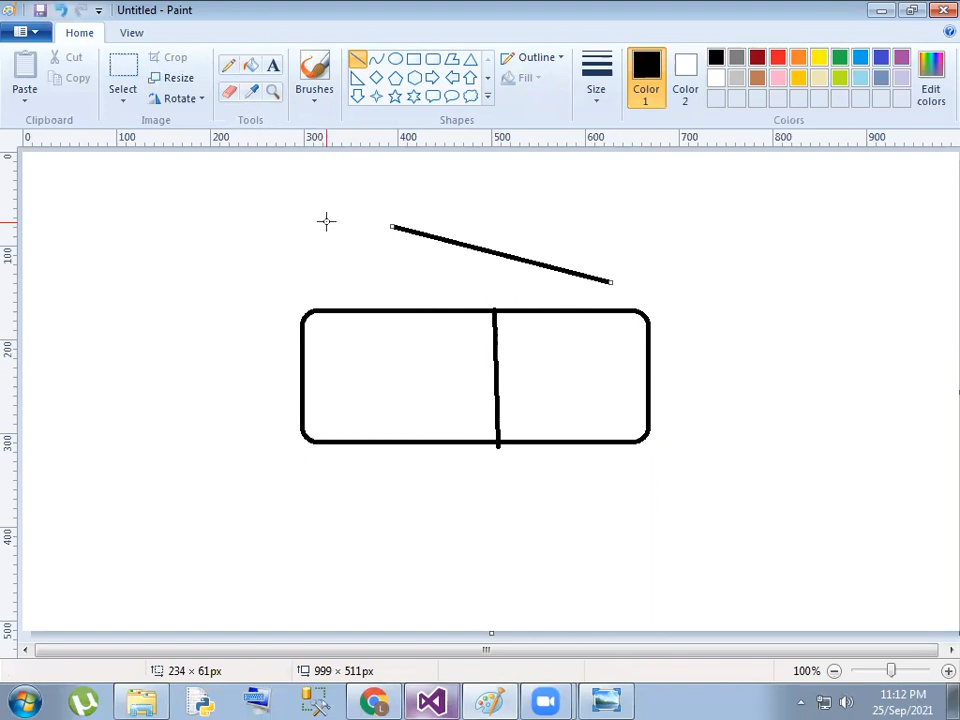 Untitled - Paint
Home View
Paste Cut Copy
Clipboard
Select Crop Resize Rotate
Image
A
Tools
Brushes
Outline Fill
Shapes
Size
Color 1 Color 2
Edit colors
Colors
0 100 200 300 400 500 600 700 800 900
0
100
200
300
400
500
234 × 61px 999 × 511px 100%
L
11:12 PM
25/Sep/2021